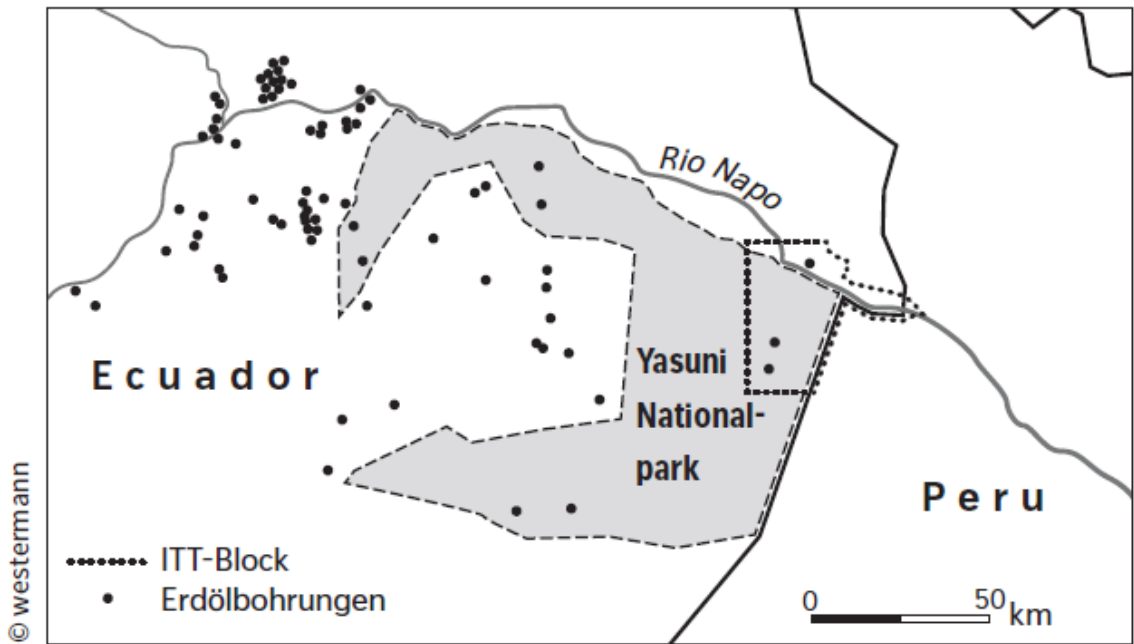 Rio Napo
Ecuador
Yasuni
National-
park
Peru
ITT-Block
Erdölbohrungen
0 50 km
© westermann